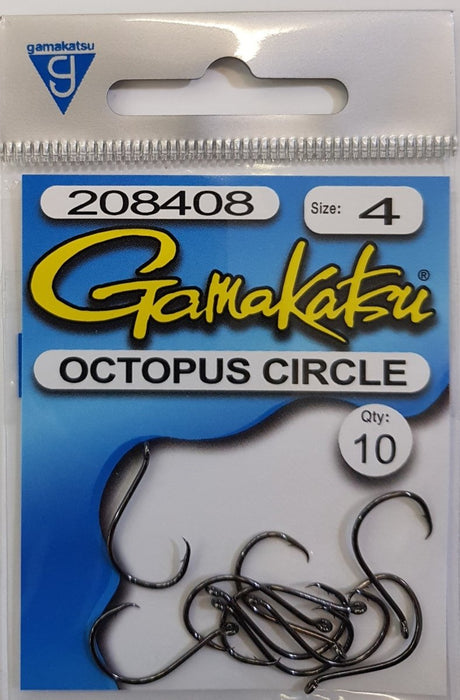 gamakatsu
G
208408 Size: 4
Gamakatsu®
OCTOPUS CIRCLE
Qty:
10